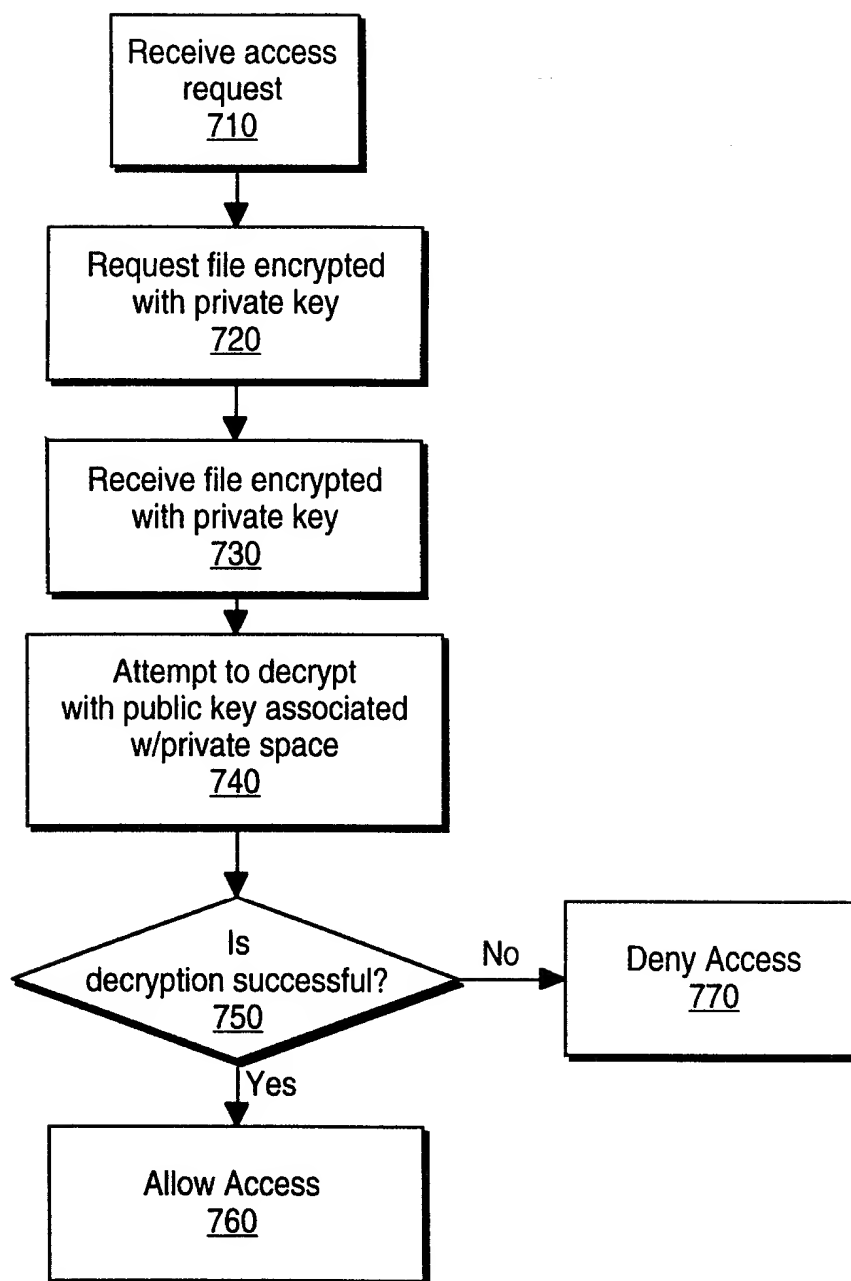 Receive access
request
710
Request file encrypted
with private key
720
Receive file encrypted
with private key
730
Attempt to decrypt
with public key associated
w/private space
740
Is
decryption successful?
750
No
Deny Access
770
Yes
Allow Access
760